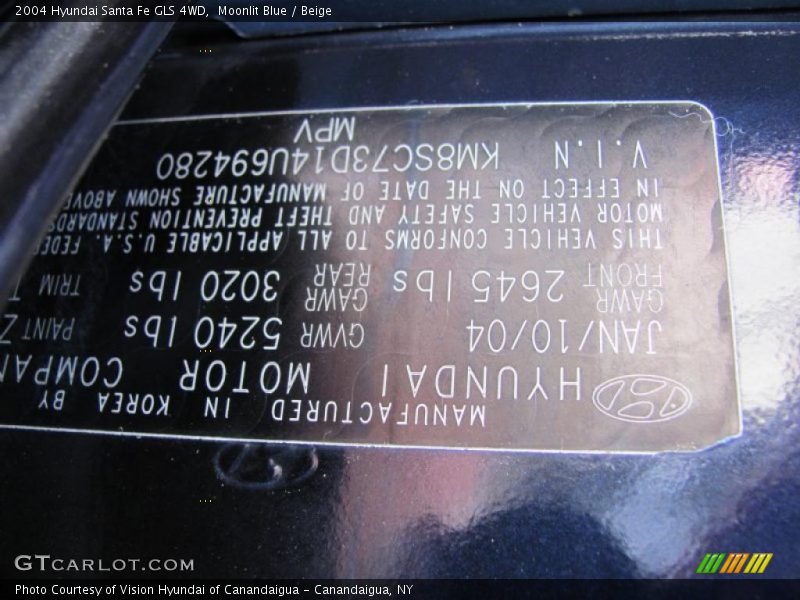 2004 Hyundai Santa Fe GLS 4WD, Moonlit Blue / Beige
MANUFACTURED IN KOREA BY
HYUNDAI MOTOR COMPAN
JAN/10/04 GVWR 5240 lbs PAINT Z
GAWR FRONT 2645 lbs GAWR REAR 3020 lbs TRIM
THIS VEHICLE CONFORMS TO ALL APPLICABLE U.S.A. FEDE
MOTOR VEHICLE SAFETY AND THEFT PREVENTION STANDARDS
IN EFFECT ON THE DATE OF MANUFACTURE SHOWN ABOVE
V.I.N KM8SC73D14U694280
MPV
GTCARLOT.COM
Photo Courtesy of Vision Hyundai of Canandaigua - Canandaigua, NY